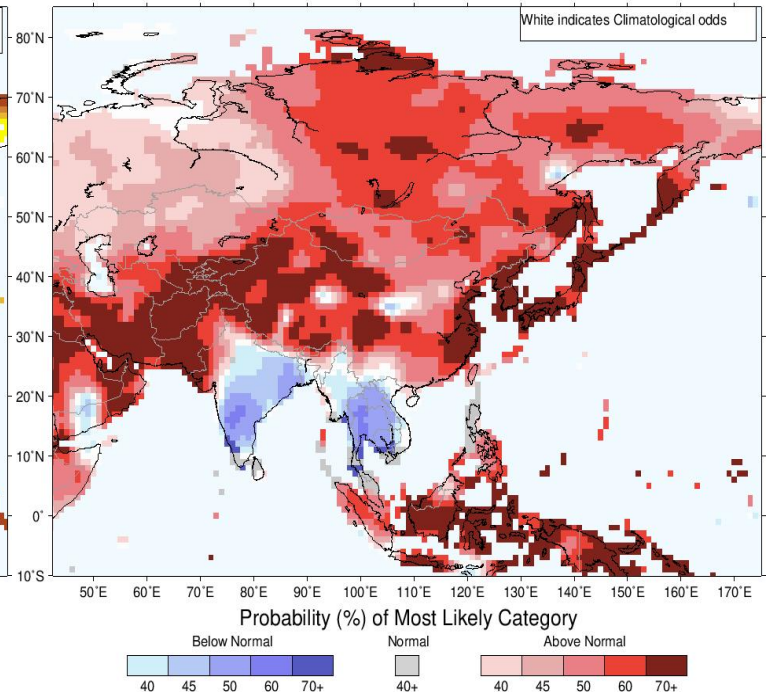 White indicates Climatological odds
80˚N
70˚N
60˚N
50˚N
40˚N
30˚N
20˚N
10˚N
0˚
10˚S
50˚E 60˚E 70˚E 80˚E 90˚E 100˚E 110˚E 120˚E 130˚E 140˚E 150˚E 160˚E 170˚E
Probability (%) of Most Likely Category
Below Normal Normal Above Normal
40 45 50 60 70+ 40+ 40 45 50 60 70+